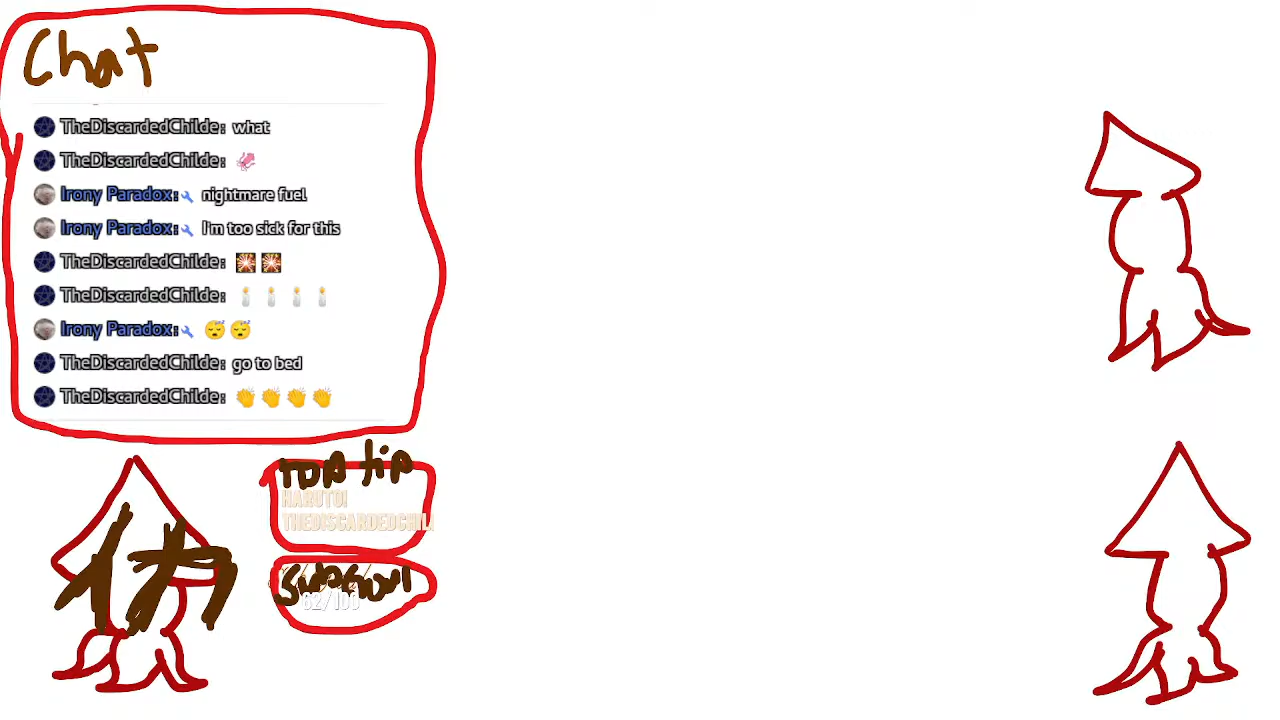 Chat
TheDiscardedChilde: what
TheDiscardedChilde: 🦑
Irony Paradox: nightmare fuel
Irony Paradox: I'm too sick for this
TheDiscardedChilde: 🎇 🎇
TheDiscardedChilde: 🕯 🕯 🕯 🕯
Irony Paradox: 😴 😴
TheDiscardedChilde: go to bed
TheDiscardedChilde: 👏 👏 👏 👏
TOP tip
THEDISCARDEDCHIL
62/100